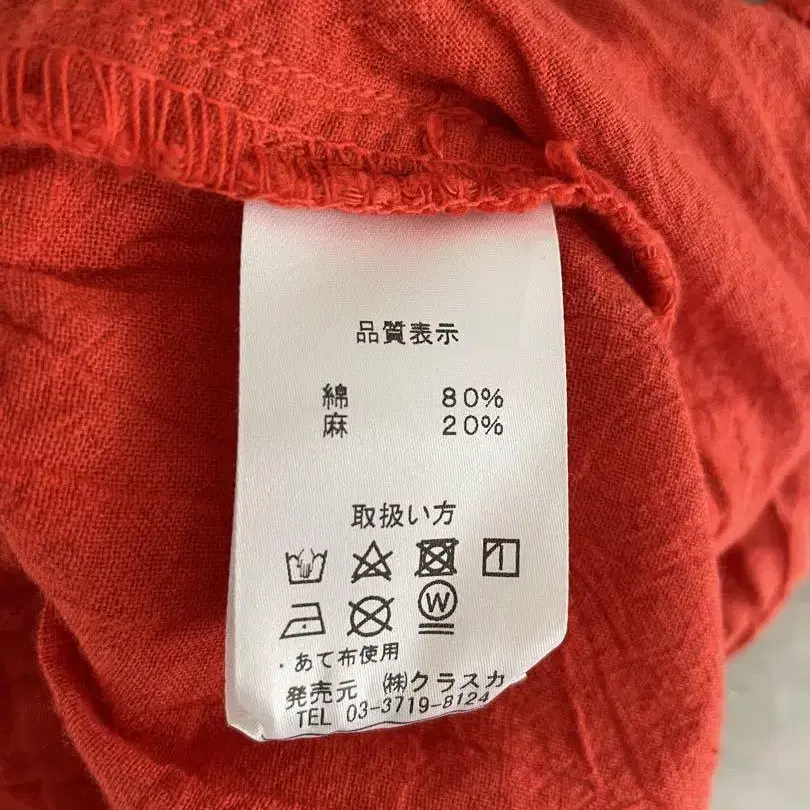 品質表示
綿 80%
麻 20%
取扱い方
W
・あて布使用
発売元 ㈱クラスカ
TEL 03-3719-8124